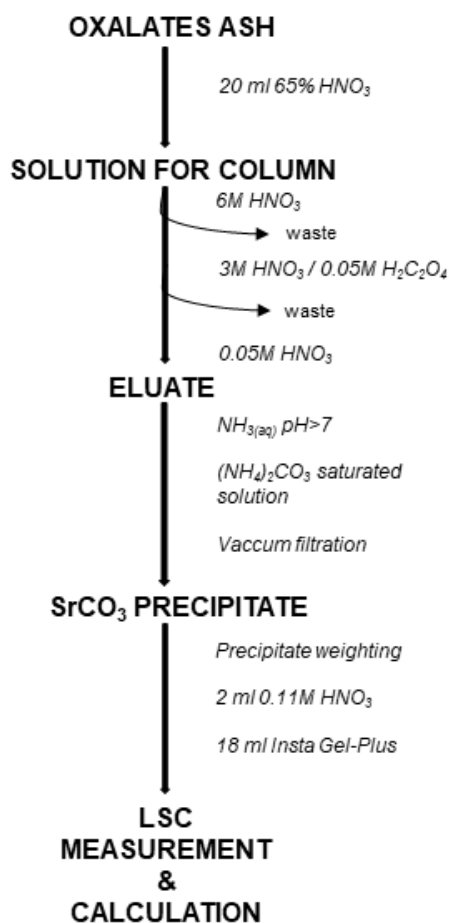 OXALATES ASH
20 ml 65% HNO₃
SOLUTION FOR COLUMN
6M HNO₃
waste
3M HNO₃ / 0.05M H₂C₂O₄
waste
0.05M HNO₃
ELUATE
NH₃₍aq₎ pH>7
(NH₄)₂CO₃ saturated
solution
Vaccum filtration
SrCO₃ PRECIPITATE
Precipitate weighting
2 ml 0.11M HNO₃
18 ml Insta Gel-Plus
LSC
MEASUREMENT
&
CALCULATION